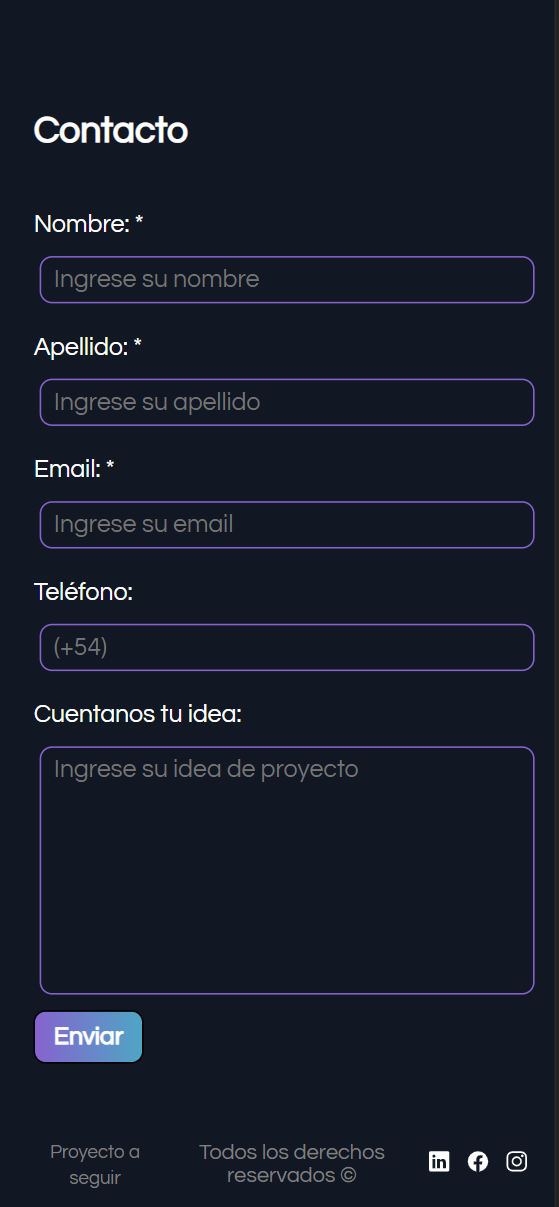 Contacto
Nombre: *
Ingrese su nombre
Apellido: *
Ingrese su apellido
Email: *
Ingrese su email
Teléfono:
(+54)
Cuentanos tu idea:
Ingrese su idea de proyecto
Enviar
Proyecto a
seguir
Todos los derechos
reservados ©
in